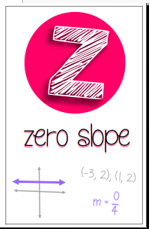 Z
zero slope
(-3, 2), (1, 2)
m = 0/4